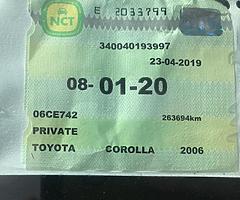 NCT E 2033799
340040193997
23-04-2019
08-01-20
06CE742 263694km
PRIVATE
TOYOTA COROLLA 2006